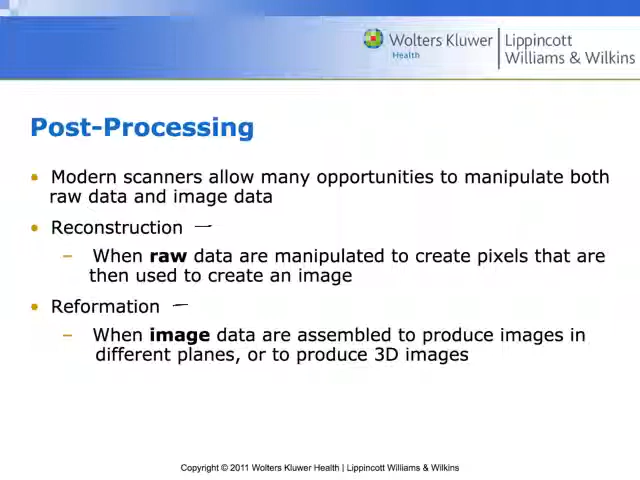 Wolters Kluwer
Health
Lippincott
Williams & Wilkins
Post-Processing
• Modern scanners allow many opportunities to manipulate both
raw data and image data
• Reconstruction —
– When raw data are manipulated to create pixels that are
then used to create an image
• Reformation —
– When image data are assembled to produce images in
different planes, or to produce 3D images
Copyright © 2011 Wolters Kluwer Health | Lippincott Williams & Wilkins